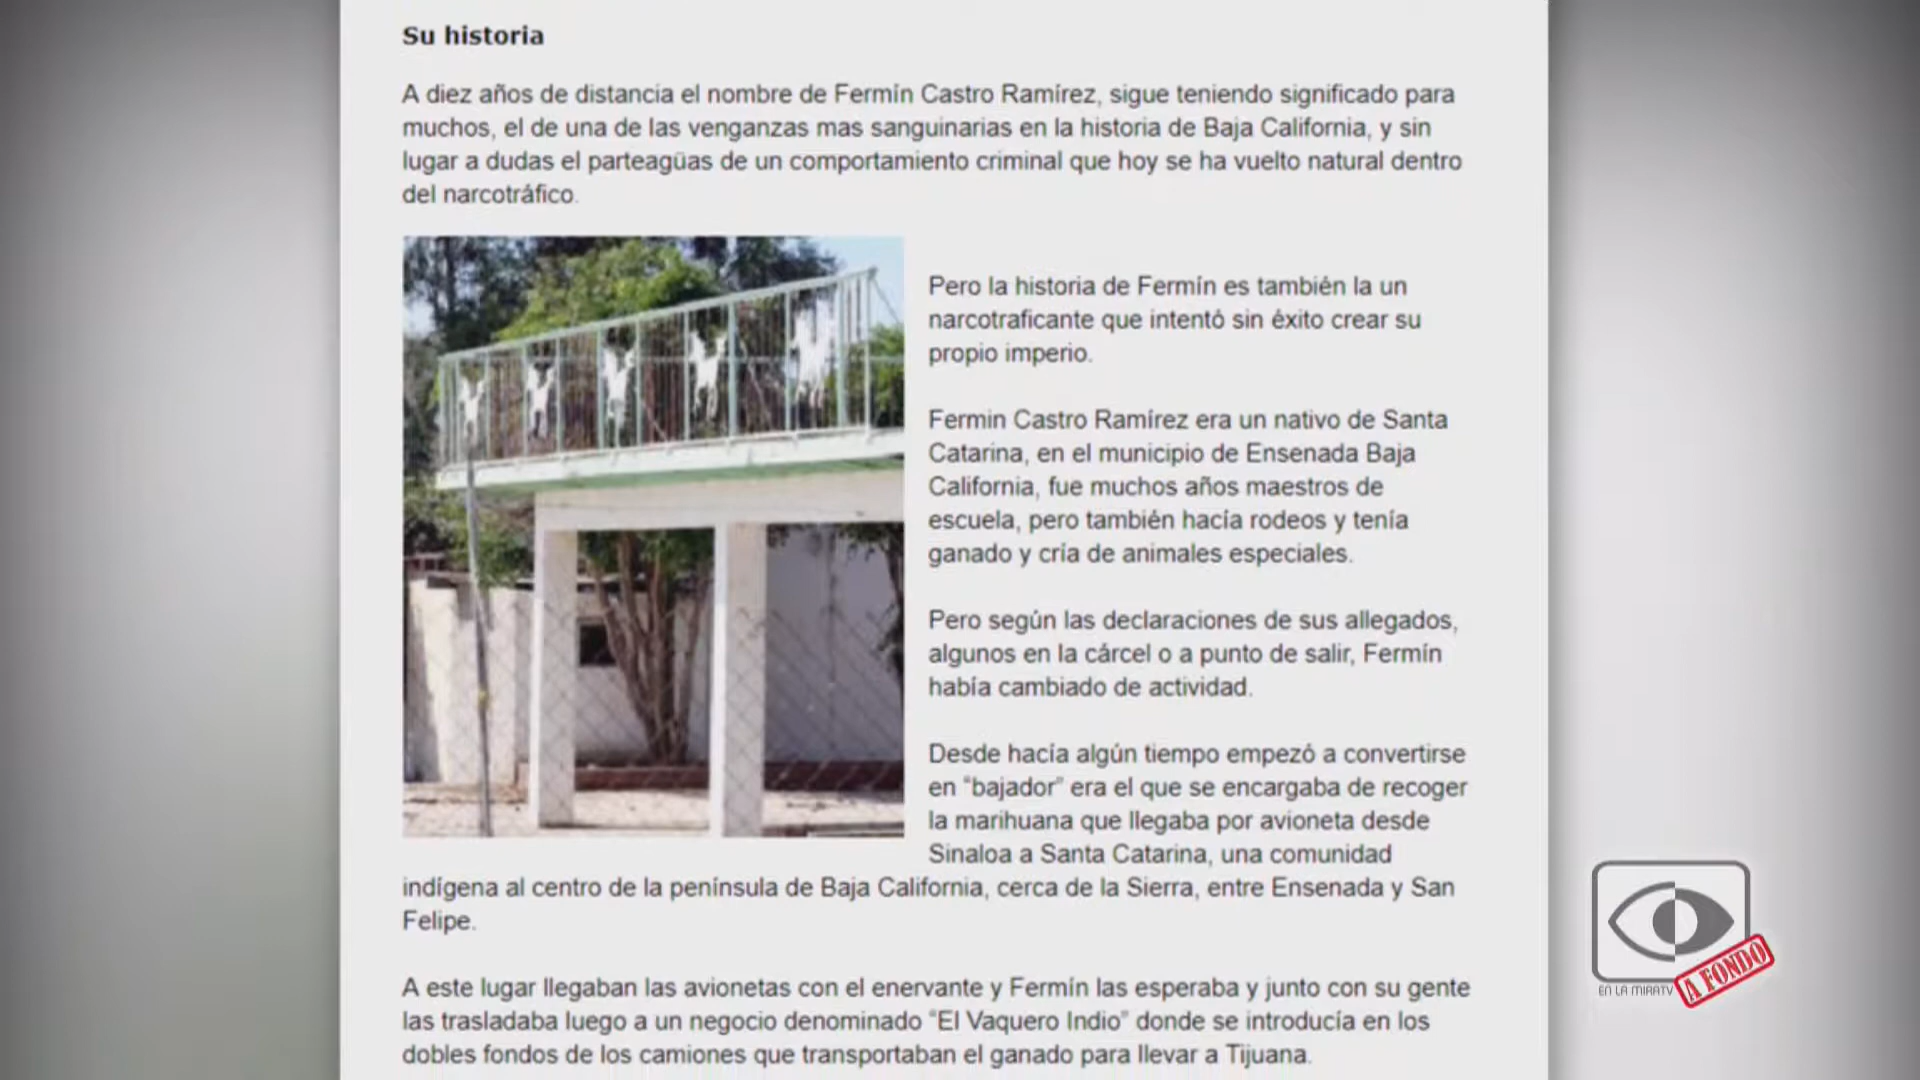 Su historia
A diez años de distancia el nombre de Fermín Castro Ramírez, sigue teniendo significado para
muchos, el de una de las venganzas mas sanguinarias en la historia de Baja California, y sin
lugar a dudas el parteagüas de un comportamiento criminal que hoy se ha vuelto natural dentro
del narcotráfico.
Pero la historia de Fermín es también la un
narcotraficante que intentó sin éxito crear su
propio imperio.
Fermin Castro Ramírez era un nativo de Santa
Catarina, en el municipio de Ensenada Baja
California, fue muchos años maestros de
escuela, pero también hacía rodeos y tenía
ganado y cría de animales especiales.
Pero según las declaraciones de sus allegados,
algunos en la cárcel o a punto de salir, Fermín
había cambiado de actividad.
Desde hacía algún tiempo empezó a convertirse
en “bajador” era el que se encargaba de recoger
la marihuana que llegaba por avioneta desde
Sinaloa a Santa Catarina, una comunidad
indígena al centro de la península de Baja California, cerca de la Sierra, entre Ensenada y San
Felipe.
A este lugar llegaban las avionetas con el enervante y Fermín las esperaba y junto con su gente
las trasladaba luego a un negocio denominado “El Vaquero Indio” donde se introducía en los
dobles fondos de los camiones que transportaban el ganado para llevar a Tijuana.
EN LA MIRATV
A FONDO